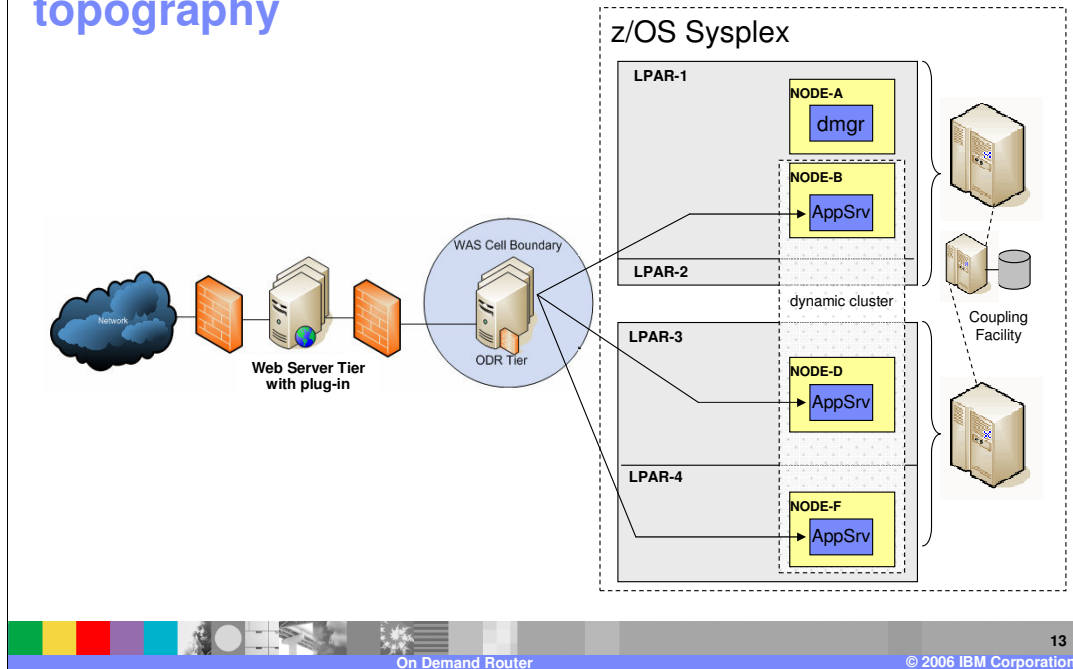 topography
z/OS Sysplex
LPAR-1
NODE-A
dmgr
NODE-B
AppSrv
LPAR-2
dynamic cluster
Coupling
Facility
LPAR-3
NODE-D
AppSrv
LPAR-4
NODE-F
AppSrv
Network
Web Server Tier
with plug-in
WAS Cell Boundary
ODR Tier
13
On Demand Router
© 2006 IBM Corporation